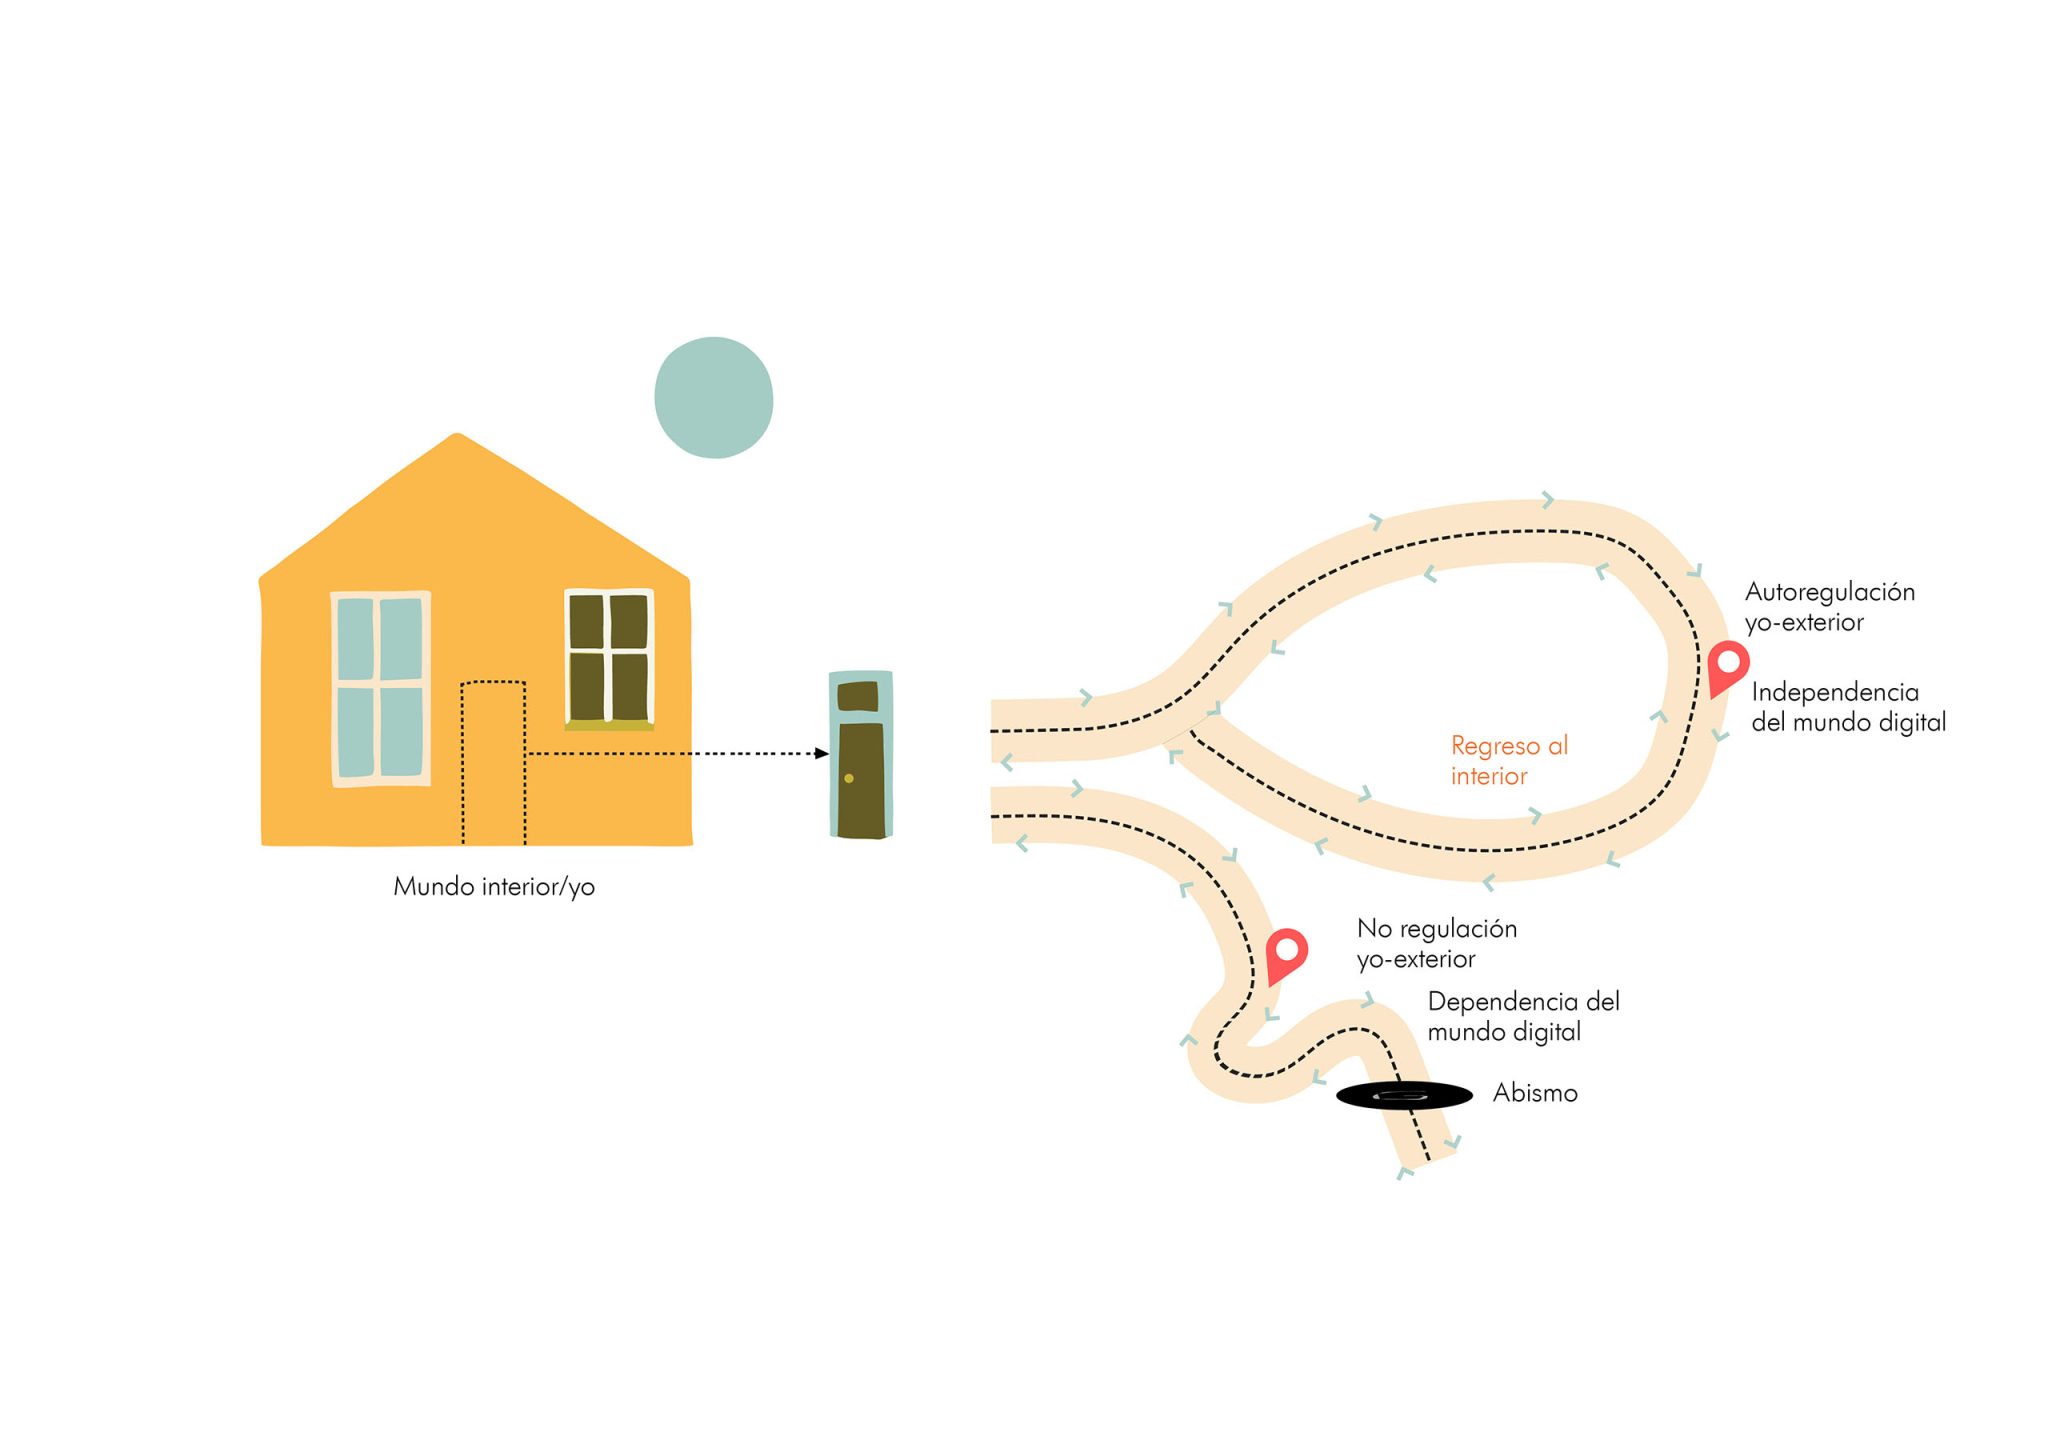 Autoregulación
yo-exterior
Independencia
del mundo digital
Regreso al
interior
Mundo interior/yo
No regulación
yo-exterior
Dependencia del
mundo digital
Abismo